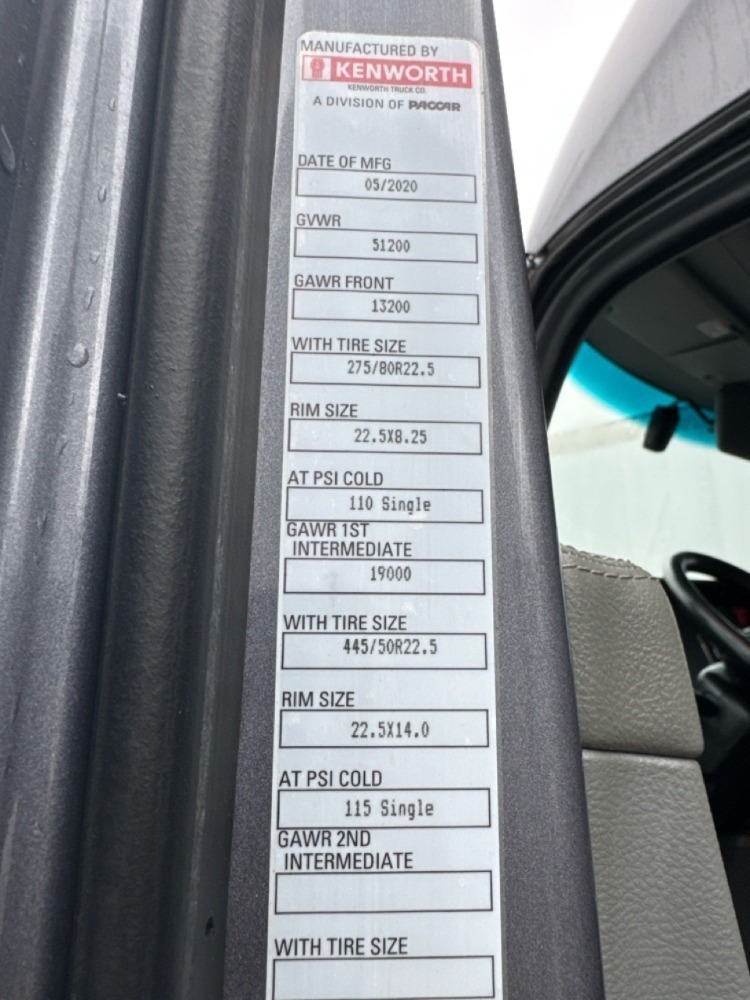 MANUFACTURED BY
KENWORTH
KENWORTH TRUCK CO.
A DIVISION OF PACCAR
DATE OF MFG
05/2020
GVWR
51200
GAWR FRONT
13200
WITH TIRE SIZE
275/80R22.5
RIM SIZE
22.5X8.25
AT PSI COLD
110 Single
GAWR 1ST
INTERMEDIATE
19000
WITH TIRE SIZE
445/50R22.5
RIM SIZE
22.5X14.0
AT PSI COLD
115 Single
GAWR 2ND
INTERMEDIATE
WITH TIRE SIZE